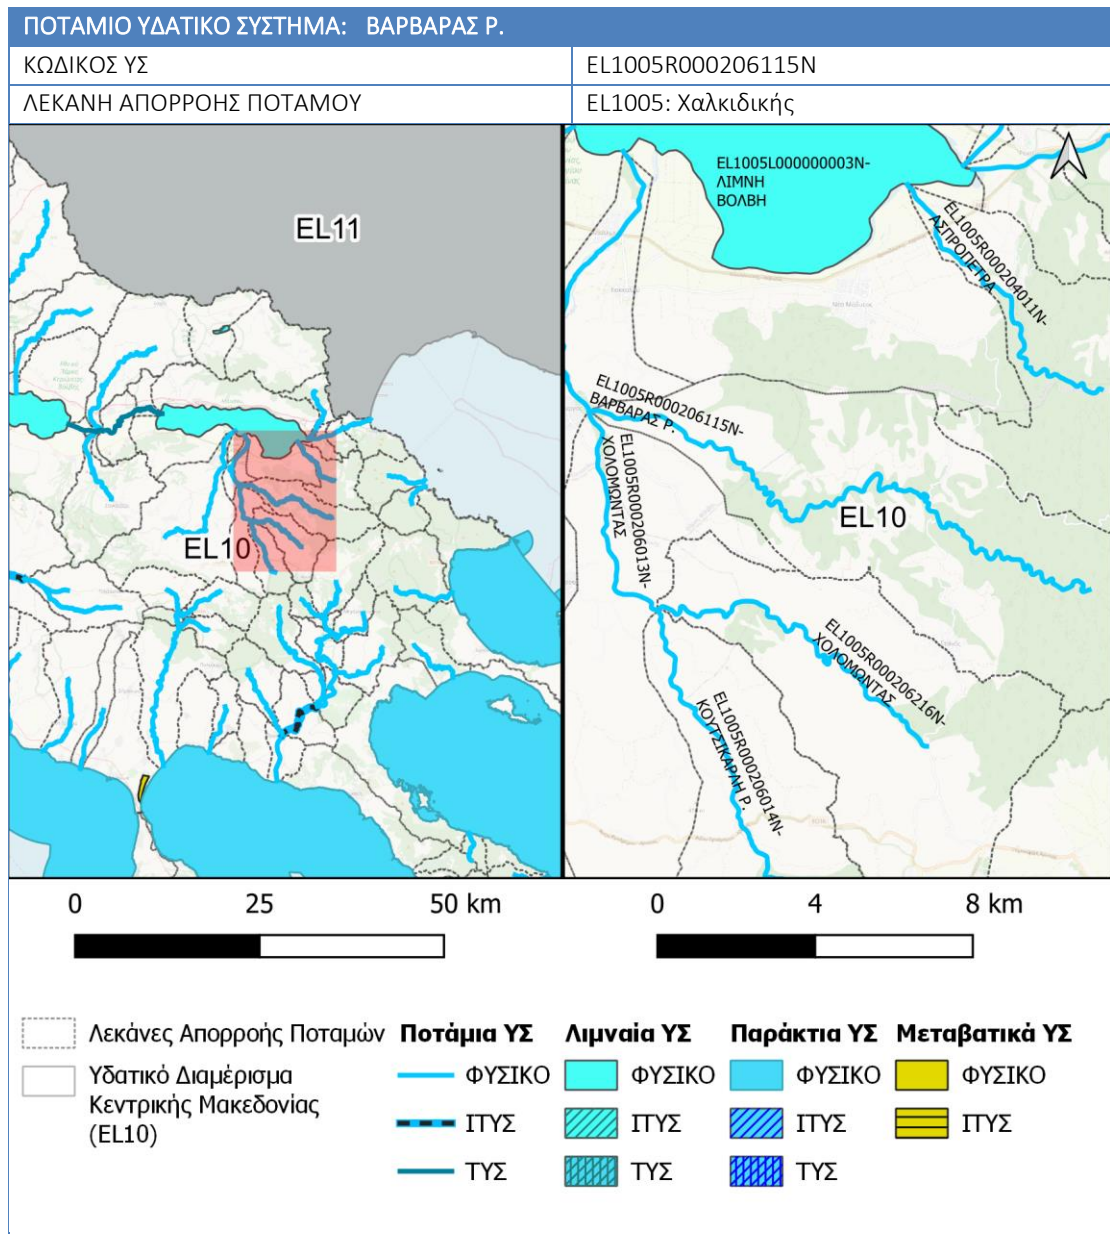 ΠΟΤΑΜΙΟ ΥΔΑΤΙΚΟ ΣΥΣΤΗΜΑ: ΒΑΡΒΑΡΑΣ Ρ.
ΚΩΔΙΚΟΣ ΥΣ EL1005R000206115N
ΛΕΚΑΝΗ ΑΠΟΡΡΟΗΣ ΠΟΤΑΜΟΥ EL1005: Χαλκιδικής
EL11
EL10
EL1005L000000003N-
ΛΙΜΝΗ
ΒΟΛΒΗ
EL1005R000204011N-
ΑΣΠΡΟΠΕΤΡΑ
EL1005R000206115N-
ΒΑΡΒΑΡΑΣ Ρ.
EL1005R000206013N-
ΧΟΛΟΜΩΝΤΑΣ
EL10
EL1005R000206216N-
ΧΟΛΟΜΩΝΤΑΣ
EL1005R000206014N-
ΚΟΥΤΣΙΚΑΡΛΗ Ρ.
0 25 50 km
0 4 8 km
Λεκάνες Απορροής Ποταμών
Υδατικό Διαμέρισμα
Κεντρικής Μακεδονίας
(EL10)
Ποτάμια ΥΣ
ΦΥΣΙΚΟ
ΙΤΥΣ
ΤΥΣ
Λιμναία ΥΣ
ΦΥΣΙΚΟ
ΙΤΥΣ
ΤΥΣ
Παράκτια ΥΣ
ΦΥΣΙΚΟ
ΙΤΥΣ
ΤΥΣ
Μεταβατικά ΥΣ
ΦΥΣΙΚΟ
ΙΤΥΣ